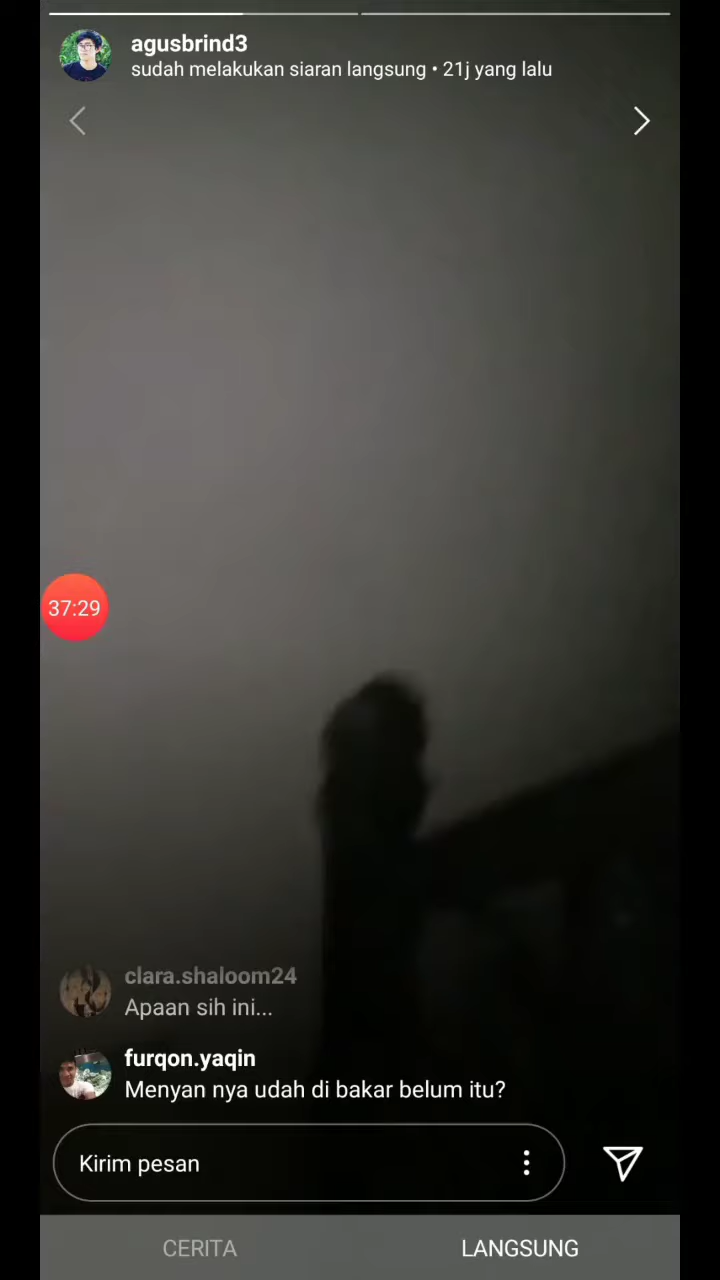 agusbrind3
sudah melakukan siaran langsung • 21j yang lalu
37:29
clara.shaloom24
Apaan sih ini...
furqon.yaqin
Menyan nya udah di bakar belum itu?
Kirim pesan
CERITA
LANGSUNG